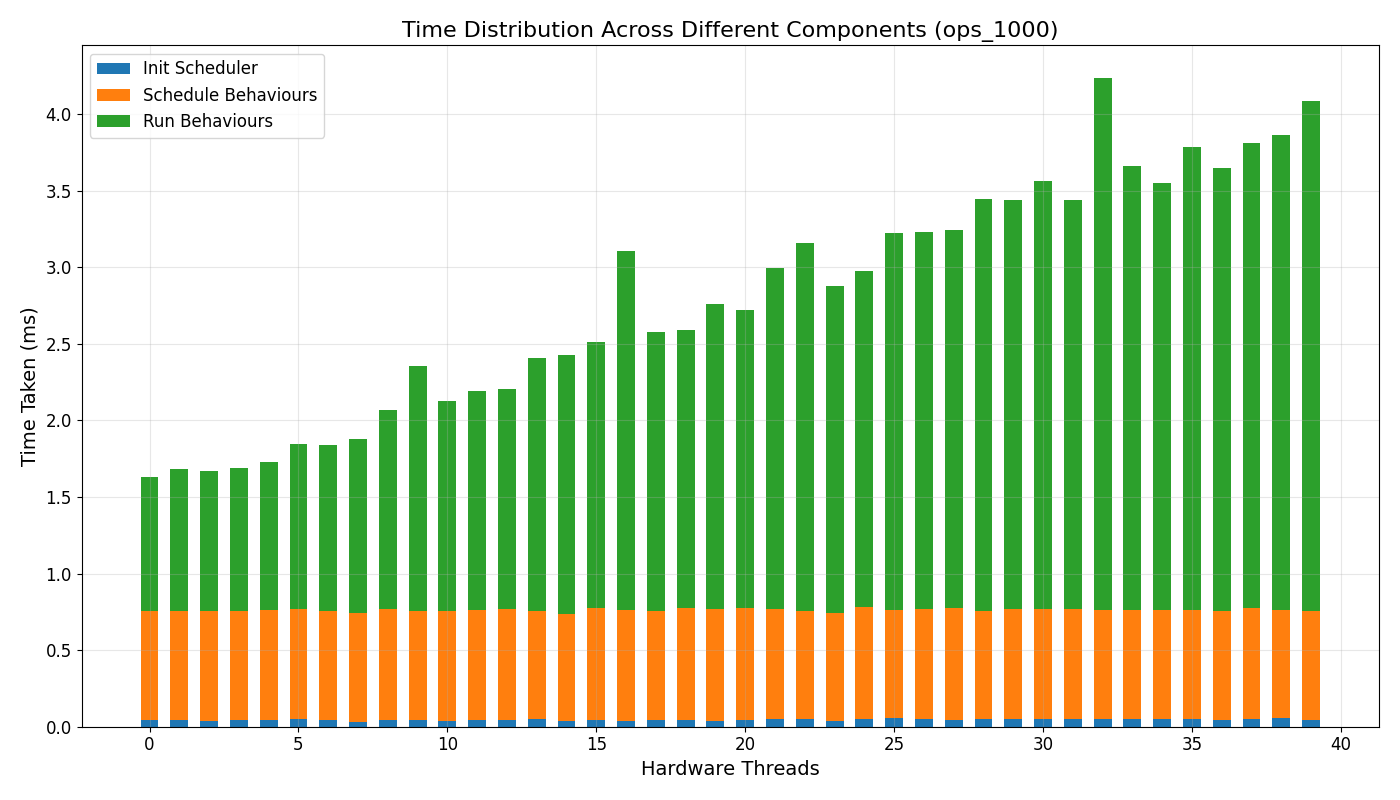 Time Distribution Across Different Components (ops_1000)
Init Scheduler
Schedule Behaviours
Run Behaviours
Time Taken (ms)
4.0
3.5
3.0
2.5
2.0
1.5
1.0
0.5
0.0
0 5 10 15 20 25 30 35 40
Hardware Threads